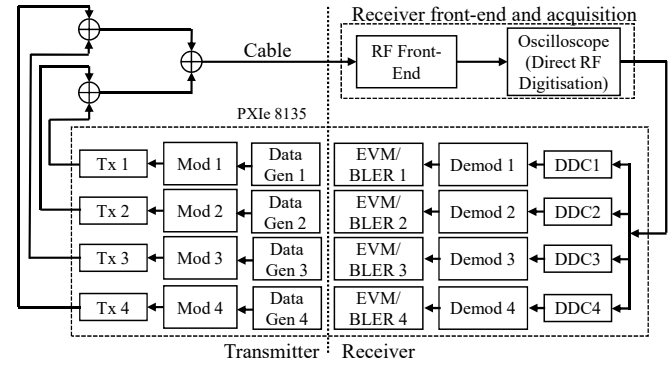 Receiver front-end and acquisition
Cable
RF Front-
End
Oscilloscope
(Direct RF
Digitisation)
PXIe 8135
Tx 1
Mod 1
Data
Gen 1
EVM/
BLER 1
Demod 1
DDC1
Tx 2
Mod 2
Data
Gen 2
EVM/
BLER 2
Demod 2
DDC2
Tx 3
Mod 3
Data
Gen 3
EVM/
BLER 3
Demod 3
DDC3
Tx 4
Mod 4
Data
Gen 4
EVM/
BLER 4
Demod 4
DDC4
Transmitter
Receiver